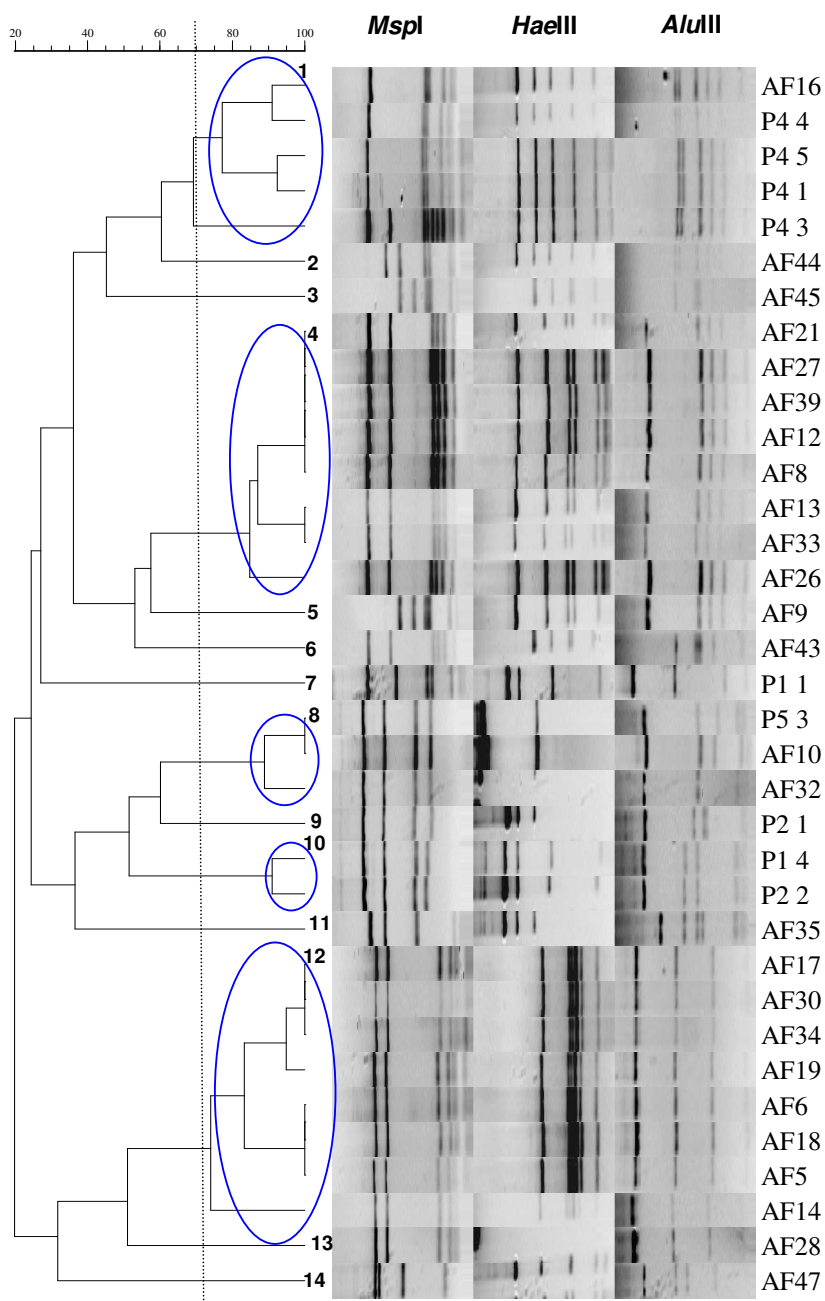 MspI HaeIII AluIII
20 40 60 80 100
1
AF16
P4 4
P4 5
P4 1
P4 3
2 AF44
3 AF45
4 AF21
AF27
AF39
AF12
AF8
AF13
AF33
AF26
5 AF9
6 AF43
7 P1 1
8 P5 3
AF10
AF32
9 P2 1
10
P1 4
P2 2
11 AF35
12 AF17
AF30
AF34
AF19
AF6
AF18
AF5
AF14
13 AF28
14 AF47